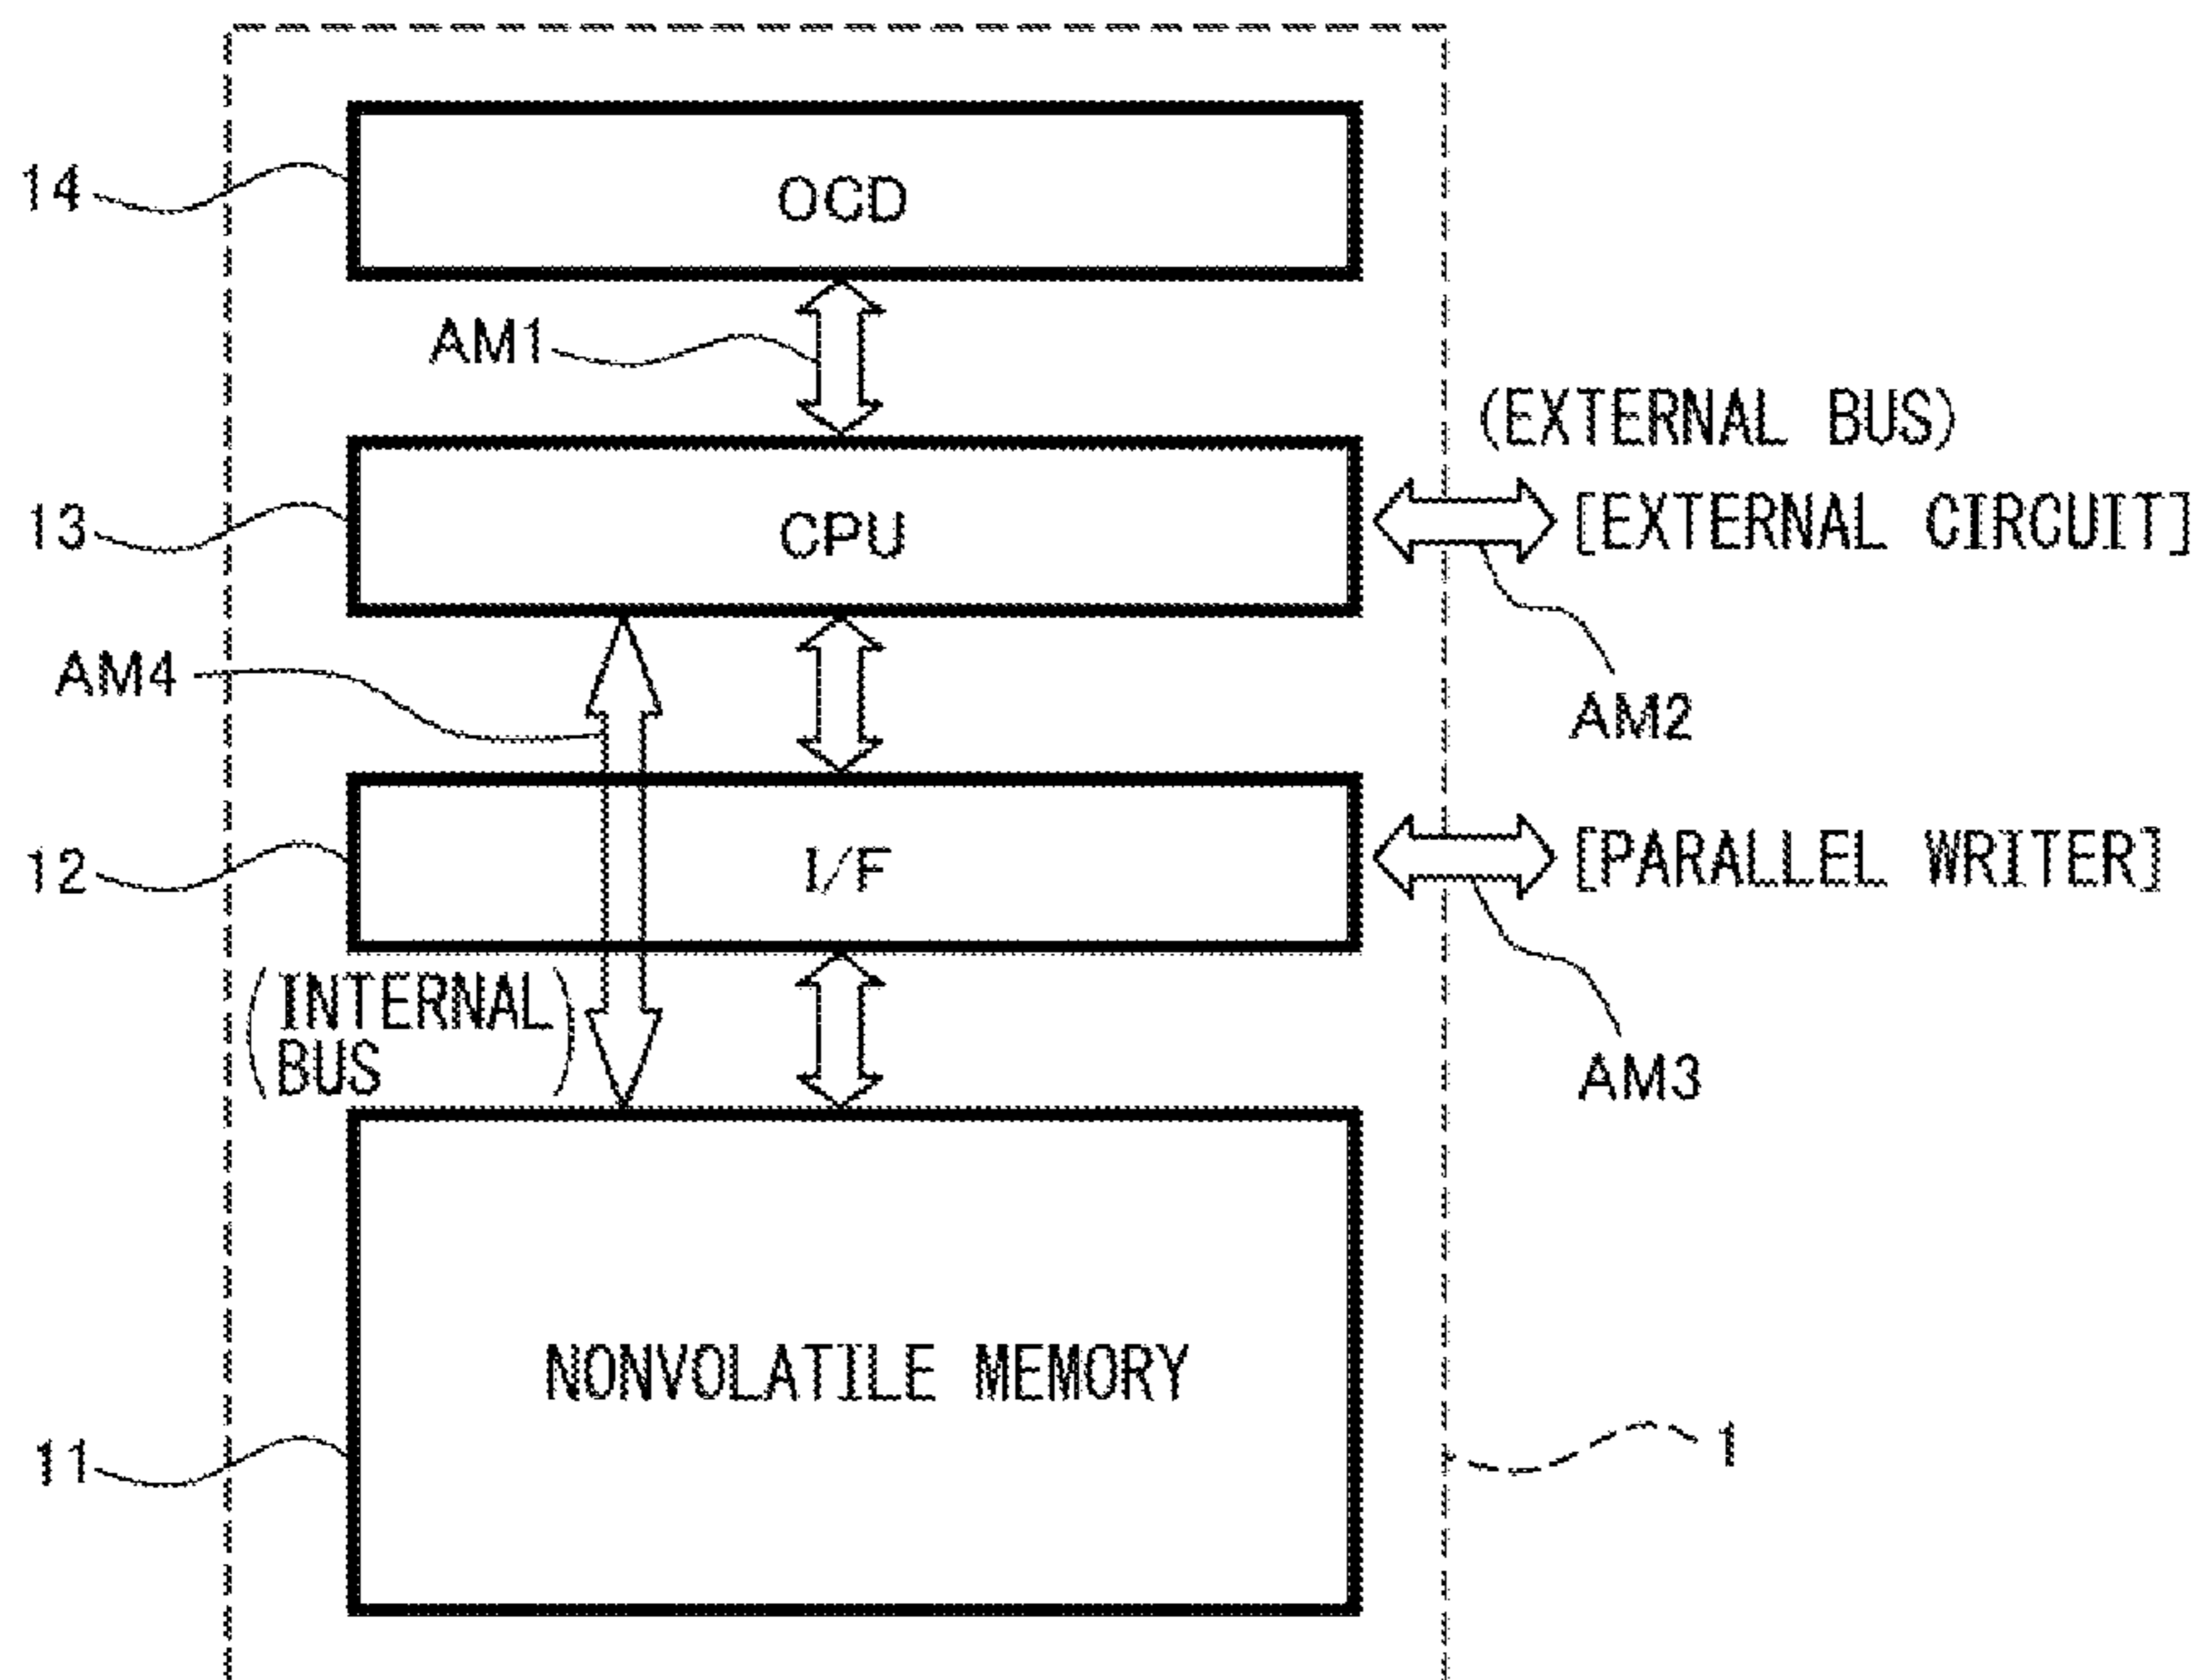 14
OCD
AM1
(EXTERNAL BUS)
13
CPU
[EXTERNAL CIRCUIT]
AM4
AM2
12
I/F
[PARALLEL WRITER]
(INTERNAL
BUS)
AM3
NONVOLATILE MEMORY
11
1